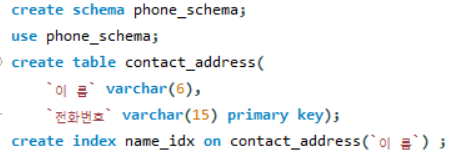 create schema phone_schema;
use phone_schema;
create table contact_address(
`이 름` varchar(6),
`전화번호` varchar(15) primary key);
create index name_idx on contact_address(`이 름`) ;